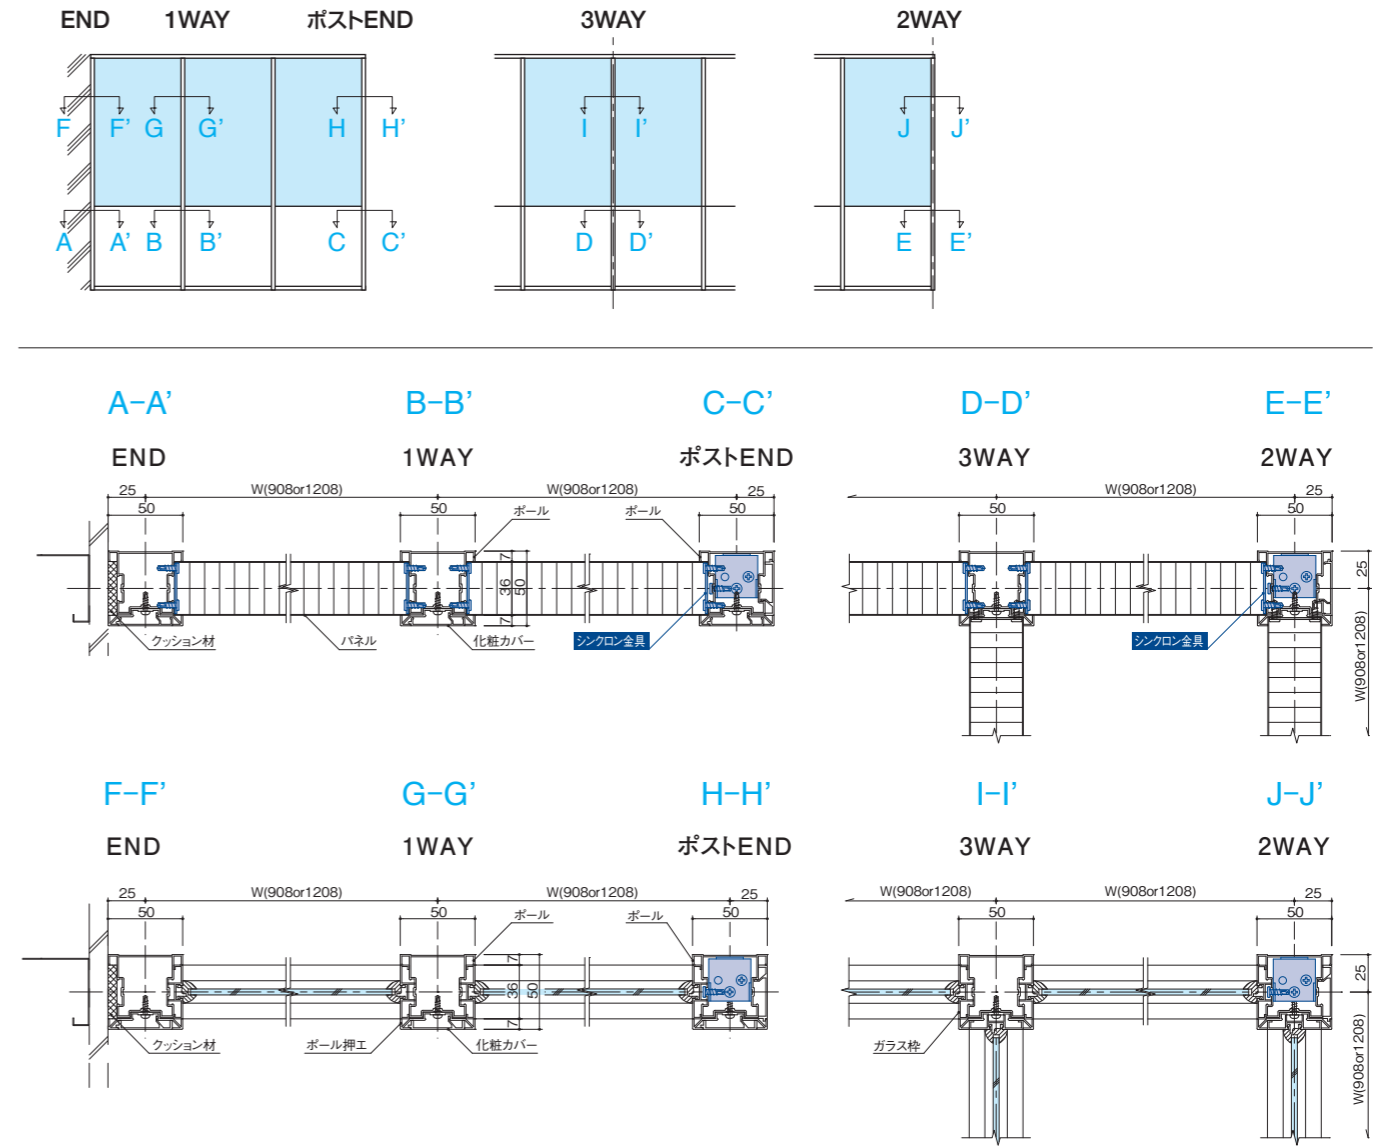 END 1WAY ポストEND 3WAY 2WAY
F F’ G G’ H H’ I I’ J J’
A A’ B B’ C C’ D D’ E E’
A−A’ B−B’ C−C’ D−D’ E−E’
END 1WAY ポストEND 3WAY 2WAY
25 W(908or1208) W(908or1208) 25 W(908or1208) 25
50 50 50 50 50
ポール ポール
7 36 50 7
25
W(908or1208)
クッション材 パネル 化粧カバー シンクロン金具 シンクロン金具
F−F’ G−G’ H−H’ I−I’ J−J’
END 1WAY ポストEND 3WAY 2WAY
25 W(908or1208) W(908or1208) 25 W(908or1208) W(908or1208) 25
50 50 50 50 50
ポール ポール
7 36 50 7
25
W(908or1208)
クッション材 ポール押エ 化粧カバー ガラス枠